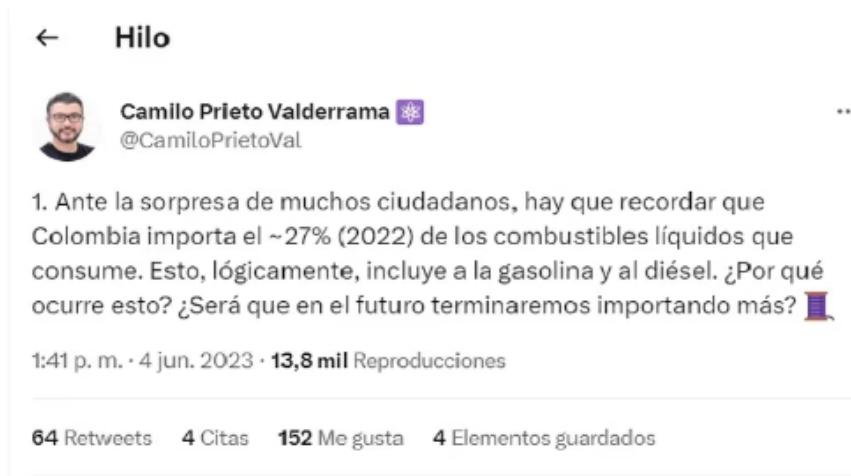 Hilo
Camilo Prieto Valderrama
@CamiloPrietoVal
1. Ante la sorpresa de muchos ciudadanos, hay que recordar que
Colombia importa el ~27% (2022) de los combustibles líquidos que
consume. Esto, lógicamente, incluye a la gasolina y al diésel. ¿Por qué
ocurre esto? ¿Será que en el futuro terminaremos importando más?
1:41 p. m. · 4 jun. 2023 · 13,8 mil Reproducciones
64 Retweets 4 Citas 152 Me gusta 4 Elementos guardados